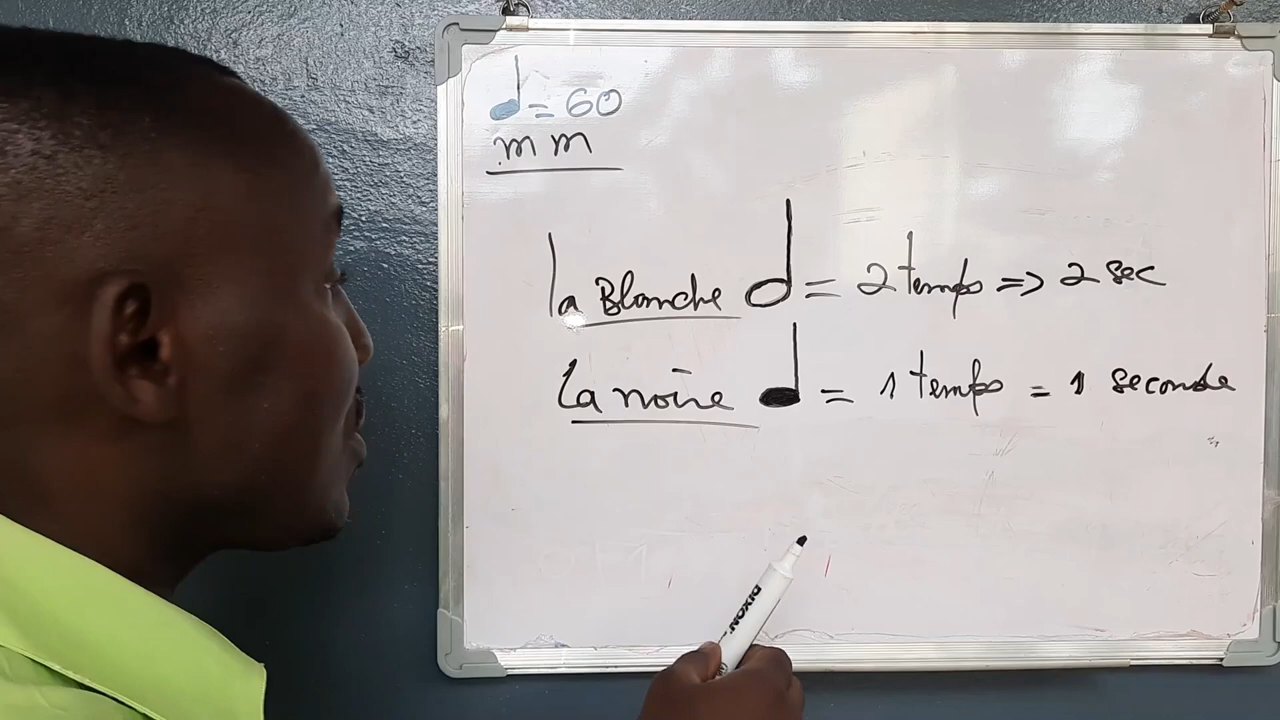 ♩ = 60
mm
la Blanche 𝅗𝅥 = 2 temps => 2 sec
La noire ♩ = 1 temps = 1 seconde
DIXON